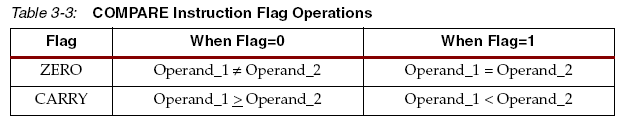 Table 3-3: COMPARE Instruction Flag Operations
Flag When Flag=0 When Flag=1
ZERO Operand_1 ≠ Operand_2 Operand_1 = Operand_2
CARRY Operand_1 ≥ Operand_2 Operand_1 < Operand_2